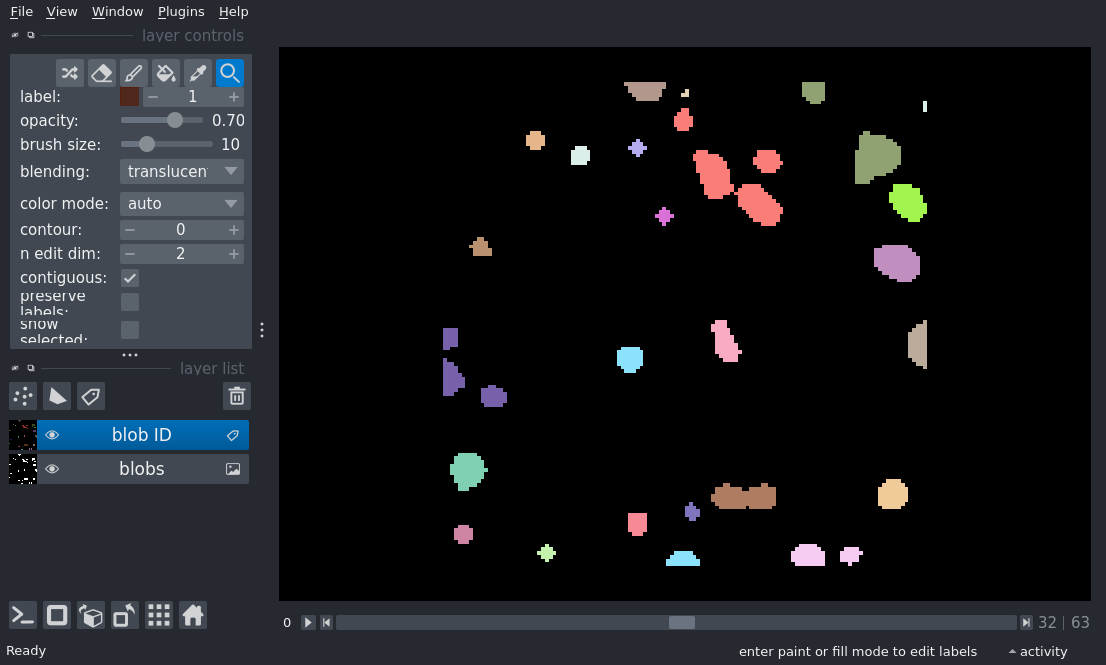 File View Window Plugins Help
layer controls
label: 1
opacity: 0.70
brush size: 10
blending: translucen
color mode: auto
contour: 0
n edit dim: 2
contiguous:
preserve
labels:
show
selected:
layer list
blob ID
blobs
0 32 | 63
Ready enter paint or fill mode to edit labels activity